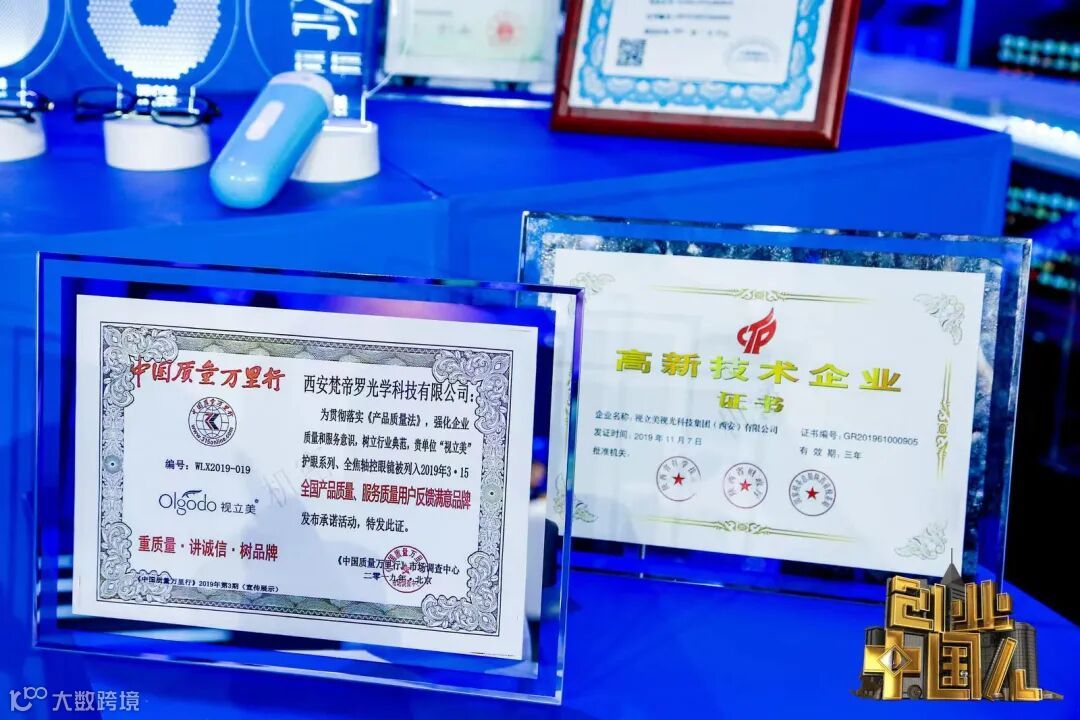 中国质量万里行
编号：WLX2019-019
Olgodo 视立美®
重质量·讲诚信·树品牌
《中国质量万里行》2019年第3期（宣传展示）
西安梵帝罗光学科技有限公司：
为贯彻落实《产品质量法》，强化企业
质量和服务意识，树立行业典范，贵单位“视立美”
护眼系列、全焦轴控眼镜被列入2019年3·15
全国产品质量、服务质量用户反馈满意品牌
发布承诺活动，特发此证。
《中国质量万里行》市场调查中心
二零一九年·北京
高新技术企业
证书
企业名称：视立美视光科技集团（西安）有限公司
发证时间：2019年11月7日
批准机关：
证书编号：GR201961000905
有效期：三年
创业
中国人
大数跨境